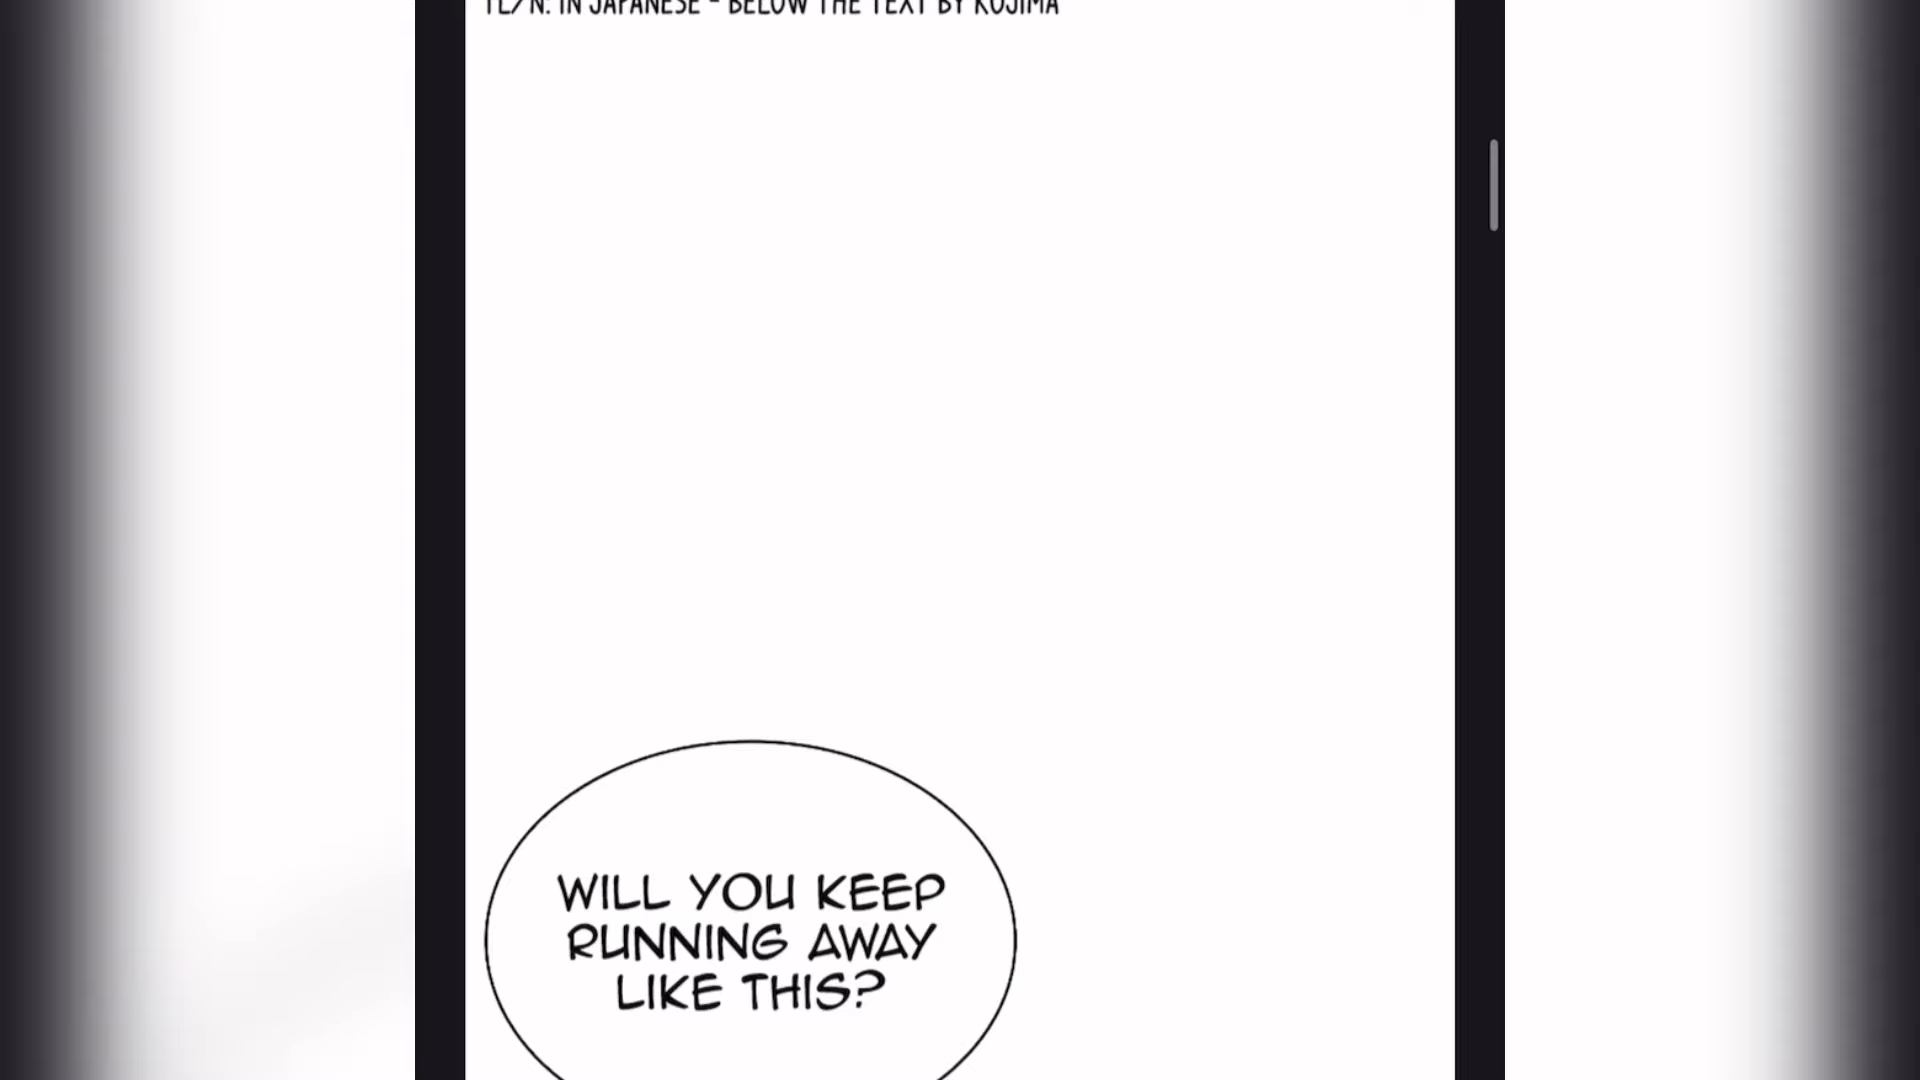 TL/N: IN JAPANESE - BELOW THE TEXT BY KOJIMA
WILL YOU KEEP
RUNNING AWAY
LIKE THIS?